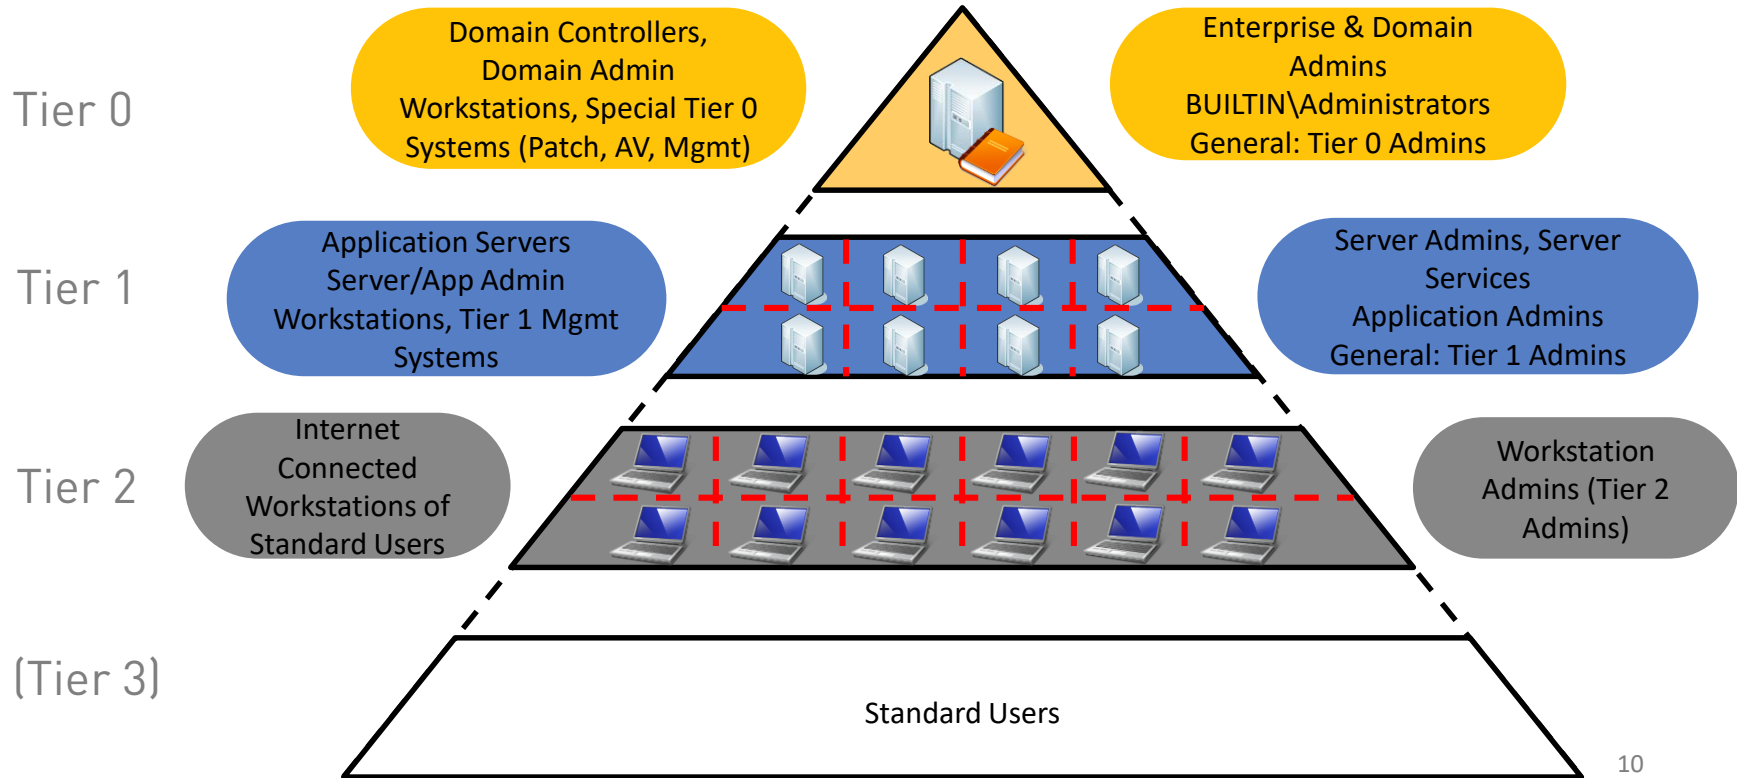 Tier 0
Domain Controllers,
Domain Admin
Workstations, Special Tier 0
Systems (Patch, AV, Mgmt)
Enterprise & Domain
Admins
BUILTIN\Administrators
General: Tier 0 Admins
Tier 1
Application Servers
Server/App Admin
Workstations, Tier 1 Mgmt
Systems
Server Admins, Server
Services
Application Admins
General: Tier 1 Admins
Tier 2
Internet
Connected
Workstations of
Standard Users
Workstation
Admins (Tier 2
Admins)
(Tier 3)
Standard Users
10